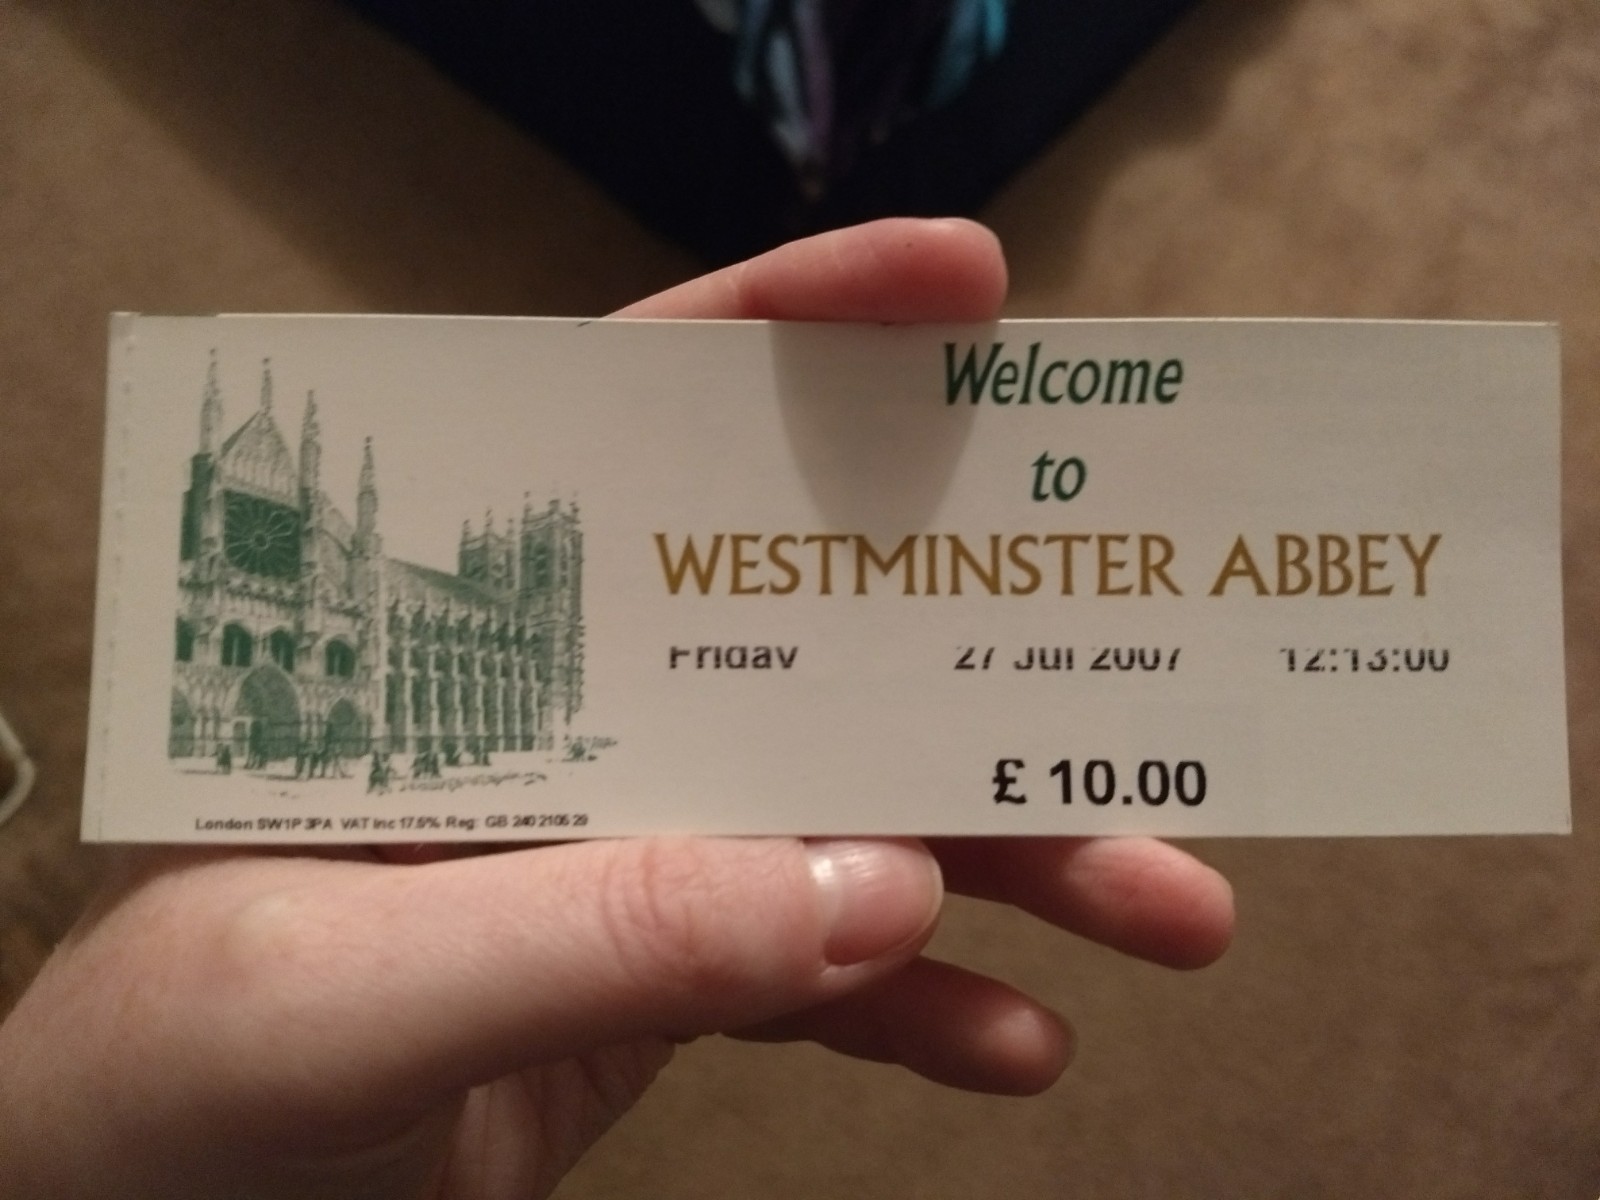 Welcome
to
WESTMINSTER ABBEY
Friday 27 Jul 2007 12:13:00
£ 10.00
London SW1P 3PA VAT Inc 17.5% Reg: GB 240 2105 29